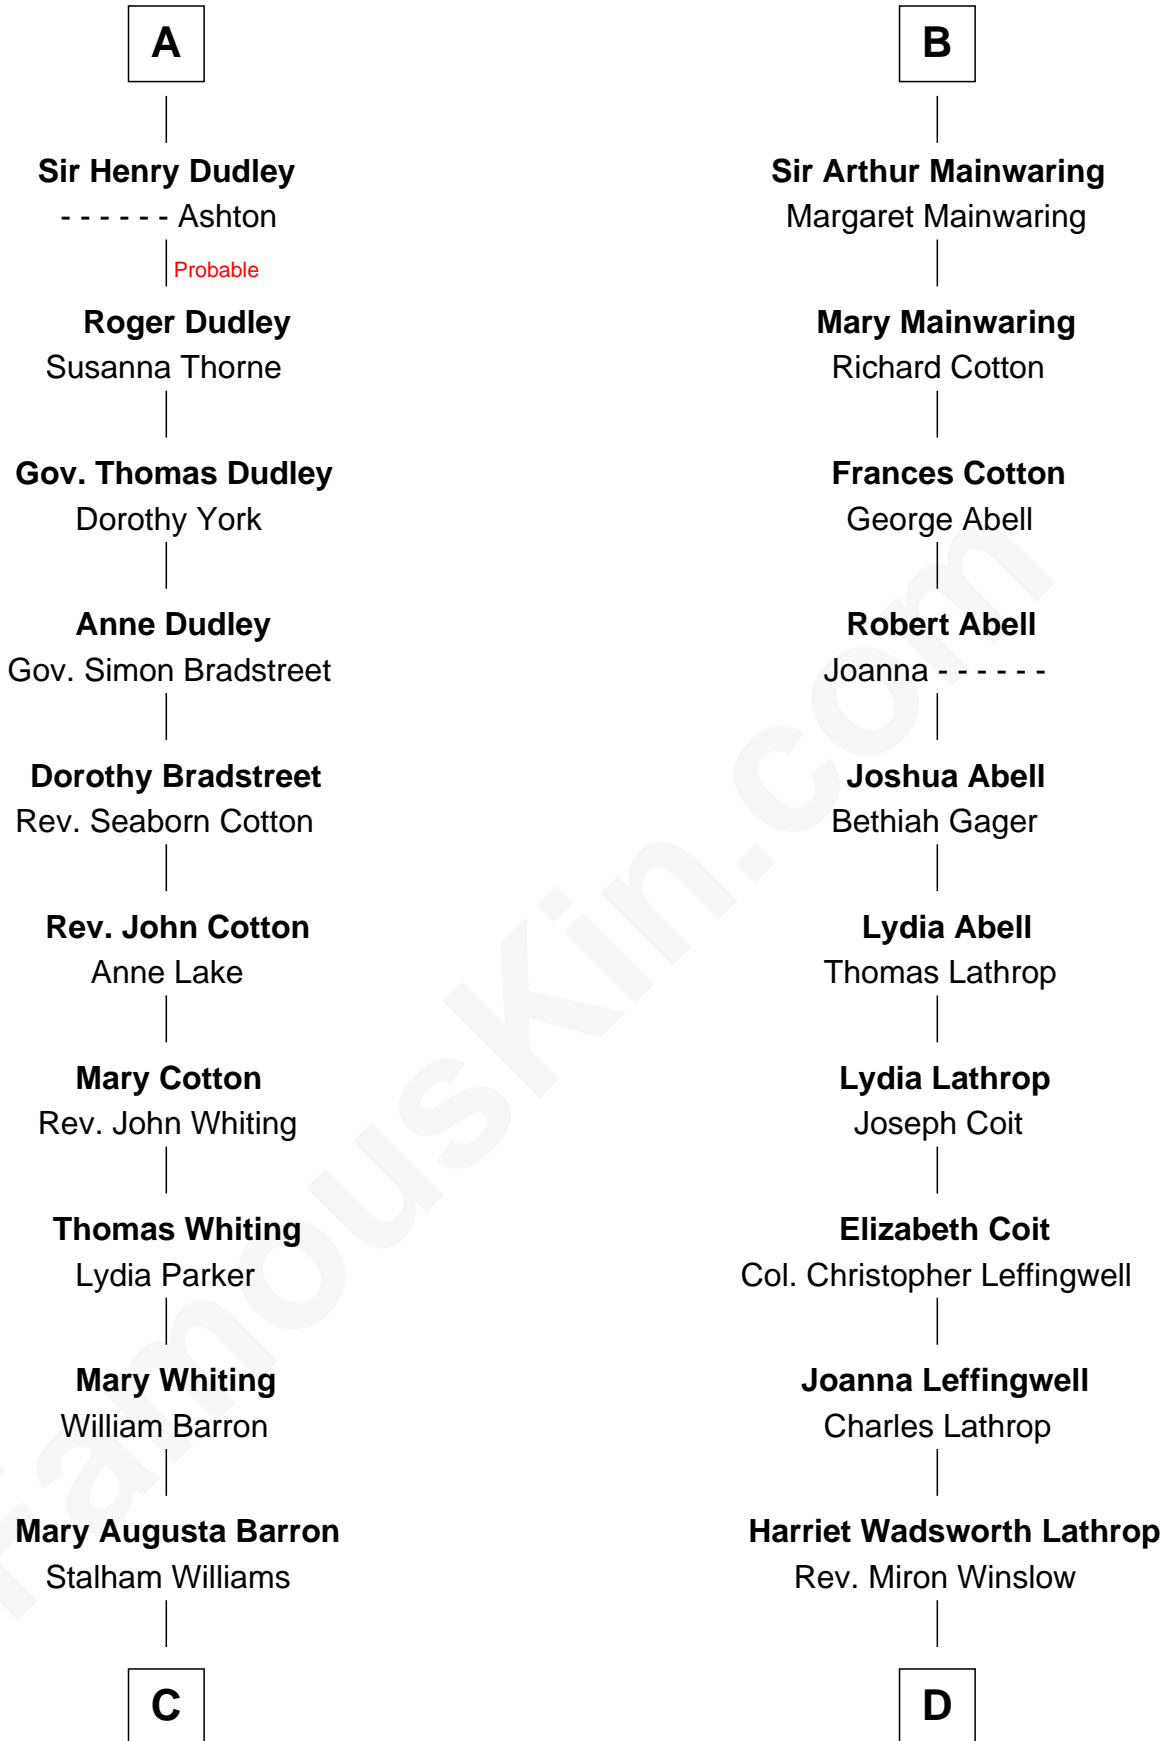 A
Sir Henry Dudley
- - - - - - Ashton
Probable
Roger Dudley
Susanna Thorne
Gov. Thomas Dudley
Dorothy York
Anne Dudley
Gov. Simon Bradstreet
Dorothy Bradstreet
Rev. Seaborn Cotton
Rev. John Cotton
Anne Lake
Mary Cotton
Rev. John Whiting
Thomas Whiting
Lydia Parker
Mary Whiting
William Barron
Mary Augusta Barron
Stalham Williams
C
B
Sir Arthur Mainwaring
Margaret Mainwaring
Mary Mainwaring
Richard Cotton
Frances Cotton
George Abell
Robert Abell
Joanna - - - - - -
Joshua Abell
Bethiah Gager
Lydia Abell
Thomas Lathrop
Lydia Lathrop
Joseph Coit
Elizabeth Coit
Col. Christopher Leffingwell
Joanna Leffingwell
Charles Lathrop
Harriet Wadsworth Lathrop
Rev. Miron Winslow
D
FamousKin.com